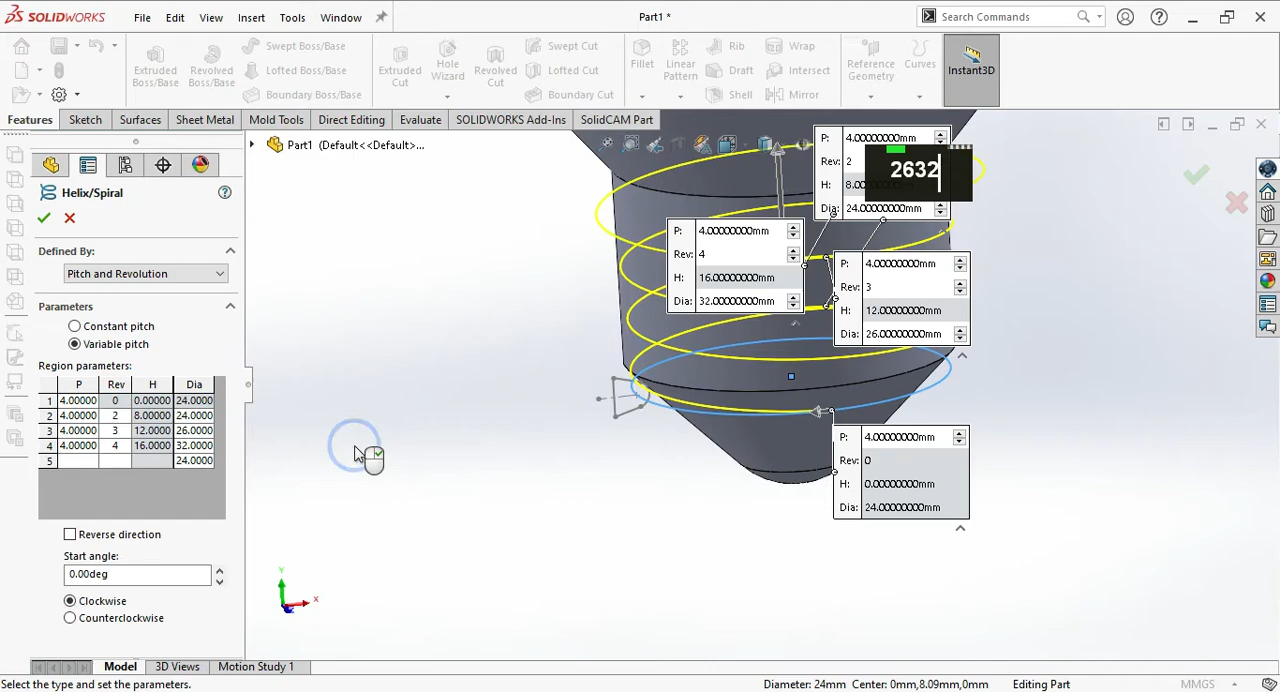 SOLIDWORKS File Edit View Insert Tools Window Part1 * Search Commands
Extruded Boss/Base
Revolved Boss/Base
Swept Boss/Base
Lofted Boss/Base
Boundary Boss/Base
Extruded Cut
Hole Wizard
Revolved Cut
Swept Cut
Lofted Cut
Boundary Cut
Fillet
Linear Pattern
Rib
Draft
Shell
Wrap
Intersect
Mirror
Reference Geometry
Curves
Instant3D
Features Sketch Surfaces Sheet Metal Mold Tools Direct Editing Evaluate SOLIDWORKS Add-Ins SolidCAM Part
Part1 (Default<<Default>...
Helix/Spiral
Defined By:
Pitch and Revolution
Parameters
Constant pitch
Variable pitch
Region parameters:
P Rev H Dia
1 4.00000 0 0.00000 24.0000
2 4.00000 2 8.00000 24.0000
3 4.00000 3 12.0000 26.0000
4 4.00000 4 16.0000 32.0000
5 24.0000
Reverse direction
Start angle:
0.00deg
Clockwise
Counterclockwise
P: 4.00000000mm
Rev: 2
H: 8.00
Dia: 24.00000000mm
2632
P: 4.00000000mm
Rev: 4
H: 16.00000000mm
Dia: 32.00000000mm
P: 4.00000000mm
Rev: 3
H: 12.00000000mm
Dia: 26.00000000mm
P: 4.00000000mm
Rev: 0
H: 0.00000000mm
Dia: 24.00000000mm
Y
X
Model 3D Views Motion Study 1
Select the type and set the parameters. Diameter: 24mm Center: 0mm,8.09mm,0mm Editing Part MMGS